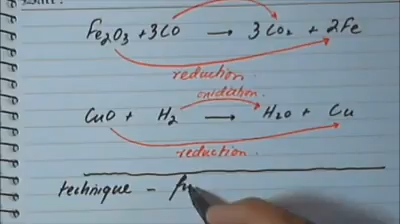 Fe2O3 + 3CO → 3CO2 + 2Fe
reduction.
oxidation.
CuO + H2 → H2O + Cu
reduction.
technique -